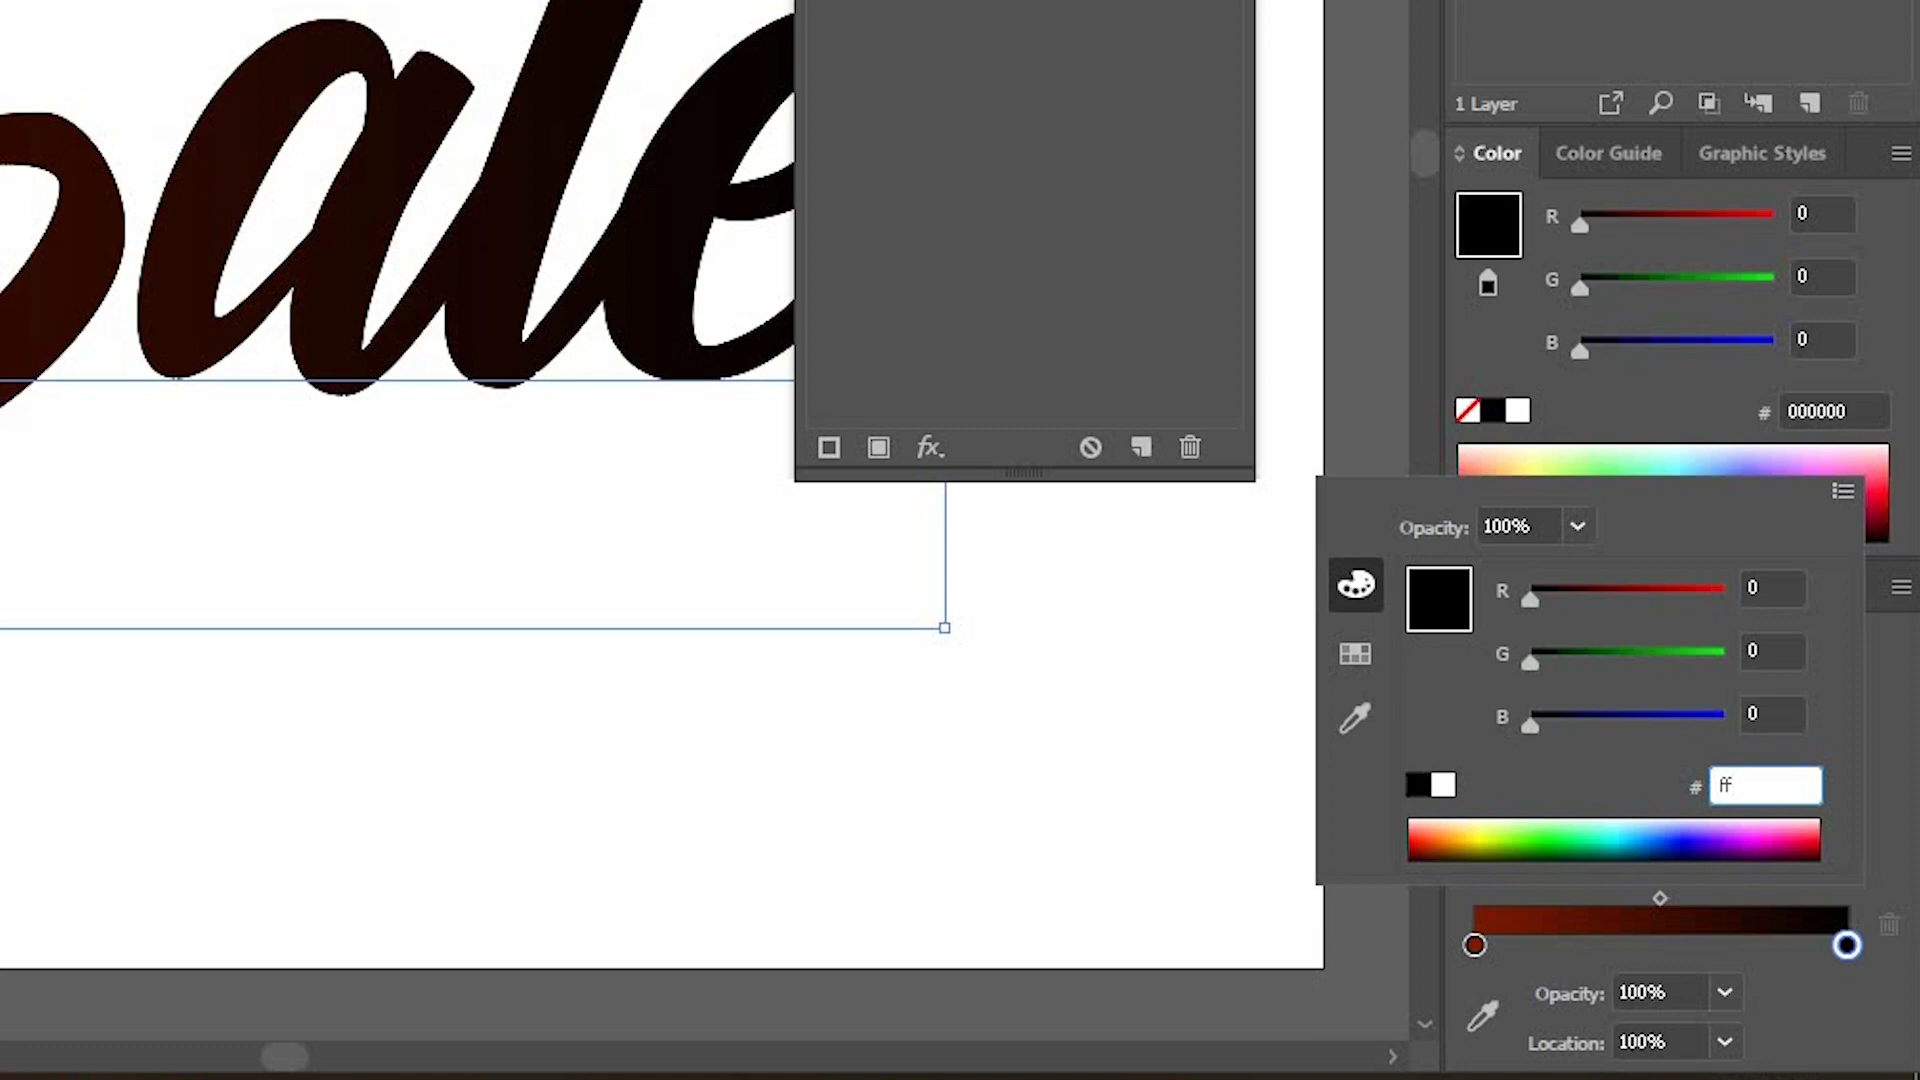 ale
1 Layer
Color
Color Guide
Graphic Styles
R
0
G
0
B
0
# 000000
fx
Opacity: 100%
R
0
G
0
B
0
# ff
Opacity: 100%
Location: 100%